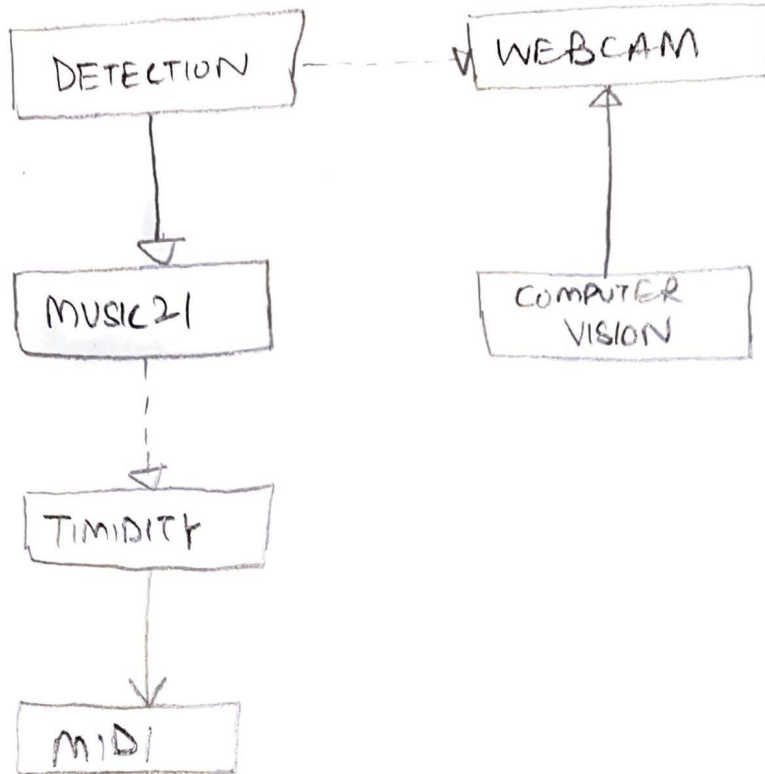 DETECTION
WEBCAM
MUSIC21
COMPUTER
VISION
TIMIDITY
MIDI